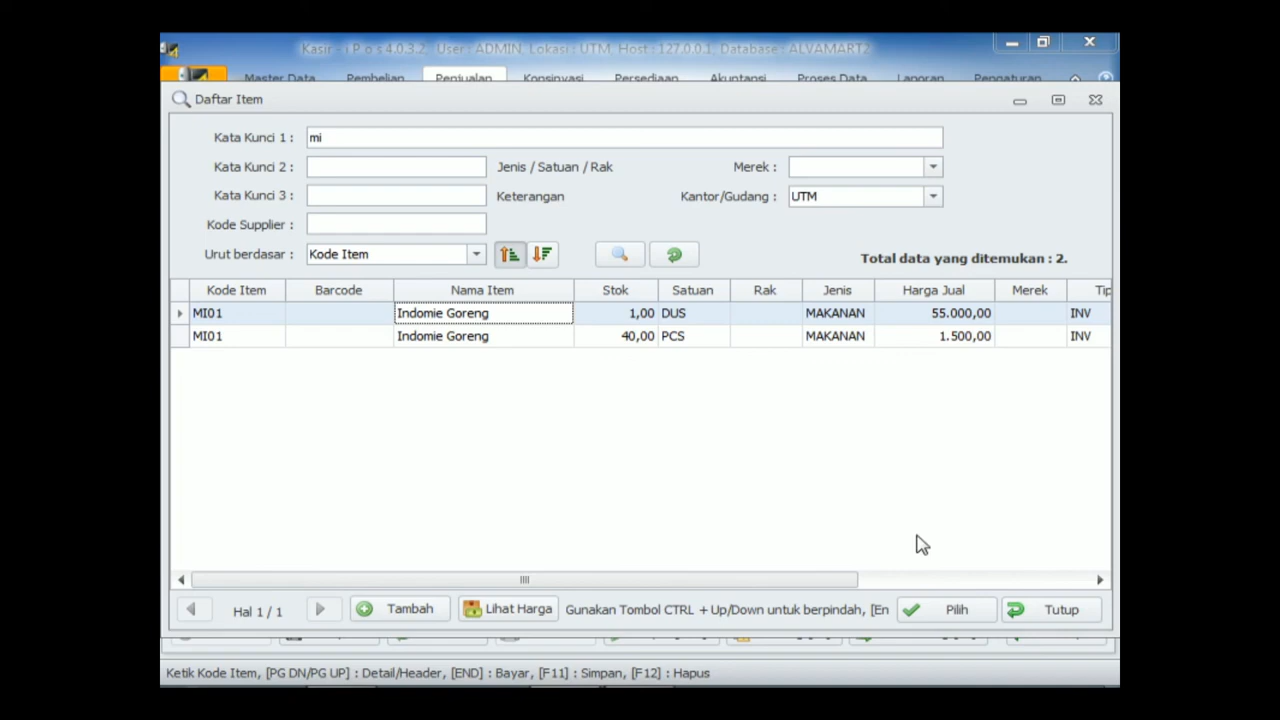 Kasir - i P o s 4.0.3.2, User : ADMIN, Lokasi : UTM, Host : 127.0.0.1, Database : ALVAMART2
Master Data Pembelian Penjualan Konsinyasi Persediaan Akuntansi Proses Data Laporan Pengaturan
Daftar Item
Kata Kunci 1 : mi
Kata Kunci 2 : Jenis / Satuan / Rak Merek :
Kata Kunci 3 : Keterangan Kantor/Gudang : UTM
Kode Supplier :
Urut berdasar : Kode Item Total data yang ditemukan : 2.
Kode Item Barcode Nama Item Stok Satuan Rak Jenis Harga Jual Merek Tip
MI01 Indomie Goreng 1,00 DUS MAKANAN 55.000,00 INV
MI01 Indomie Goreng 40,00 PCS MAKANAN 1.500,00 INV
Hal 1 / 1 Tambah Lihat Harga Gunakan Tombol CTRL + Up/Down untuk berpindah, [En Pilih Tutup
Ketik Kode Item, [PG DN/PG UP] : Detail/Header, [END] : Bayar, [F11] : Simpan, [F12] : Hapus